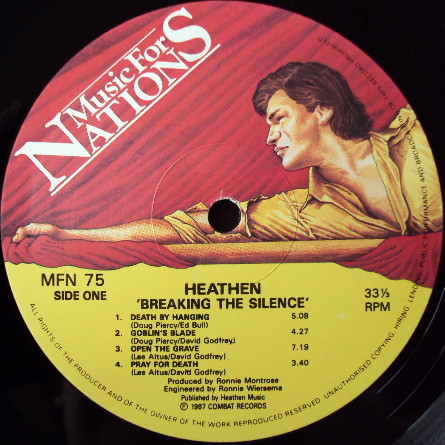 Music For
NATIONS
MFN 75
SIDE ONE
HEATHEN
'BREAKING THE SILENCE'
33⅓
RPM
1. DEATH BY HANGING 5.08
(Doug Piercy/Ed Bull)
2. GOBLIN'S BLADE 4.27
(Doug Piercy/David Godfrey)
3. OPEN THE GRAVE 7.19
(Lee Altus/David Godfrey)
4. PRAY FOR DEATH 3.40
(Lee Altus/David Godfrey)
Produced by Ronnie Montrose
Engineered by Ronnie Wiersema
Published by Heathen Music
℗ 1987 COMBAT RECORDS
ALL RIGHTS OF THE PRODUCER AND OF THE OWNER OF THE WORK REPRODUCED RESERVED. UNAUTHORISED COPYING, HIRING, LENDING, PUBLIC PERFORMANCE AND BROADCASTING